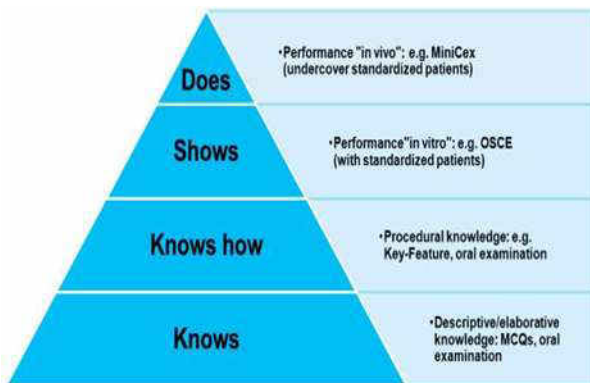 Does
•Performance "in vivo": e.g. MiniCex
(undercover standardized patients)
Shows
•Performance"in vitro": e.g. OSCE
(with standardized patients)
Knows how
•Procedural knowledge: e.g.
Key-Feature, oral examination
Knows
•Descriptive/elaborative
knowledge: MCQs, oral
examination